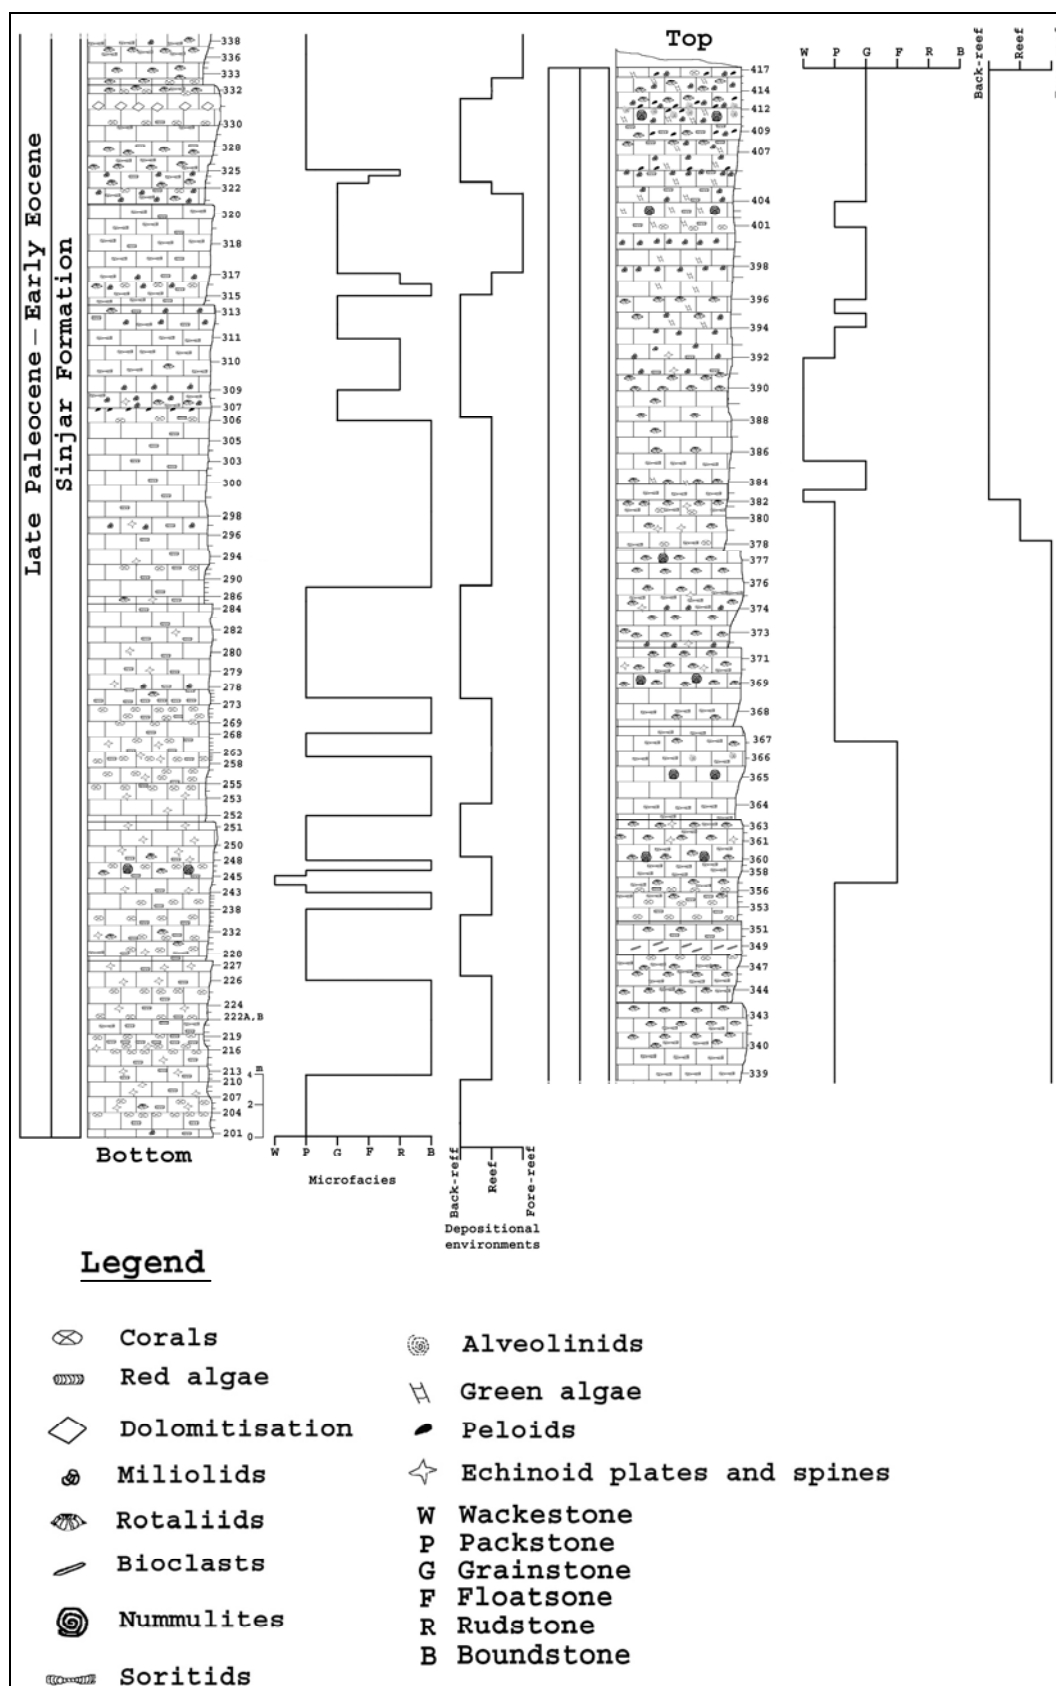 Late Paleocene – Early Eocene
Sinjar Formation
338
336
333
332
330
328
325
322
320
318
317
315
313
311
310
309
307
306
305
303
300
298
296
294
290
286
284
282
280
279
278
273
269
268
263
258
255
253
252
251
250
248
245
243
238
232
220
227
226
224
222A,B
219
216
213
210
207
204
201
4 m
2
0
Bottom
W P G F R B
Microfacies
Back-reff
Reef
Fore-reef
Depositional
environments
Top
W P G F R B
Back-reef
Reef
417
414
412
409
407
404
401
398
396
394
392
390
388
386
384
382
380
378
377
376
374
373
371
369
368
367
366
365
364
363
361
360
358
356
353
351
349
347
344
343
340
339
Legend
Corals
Red algae
Dolomitisation
Miliolids
Rotaliids
Bioclasts
Nummulites
Soritids
Alveolinids
Green algae
Peloids
Echinoid plates and spines
W Wackestone
P Packstone
G Grainstone
F Floatsone
R Rudstone
B Boundstone